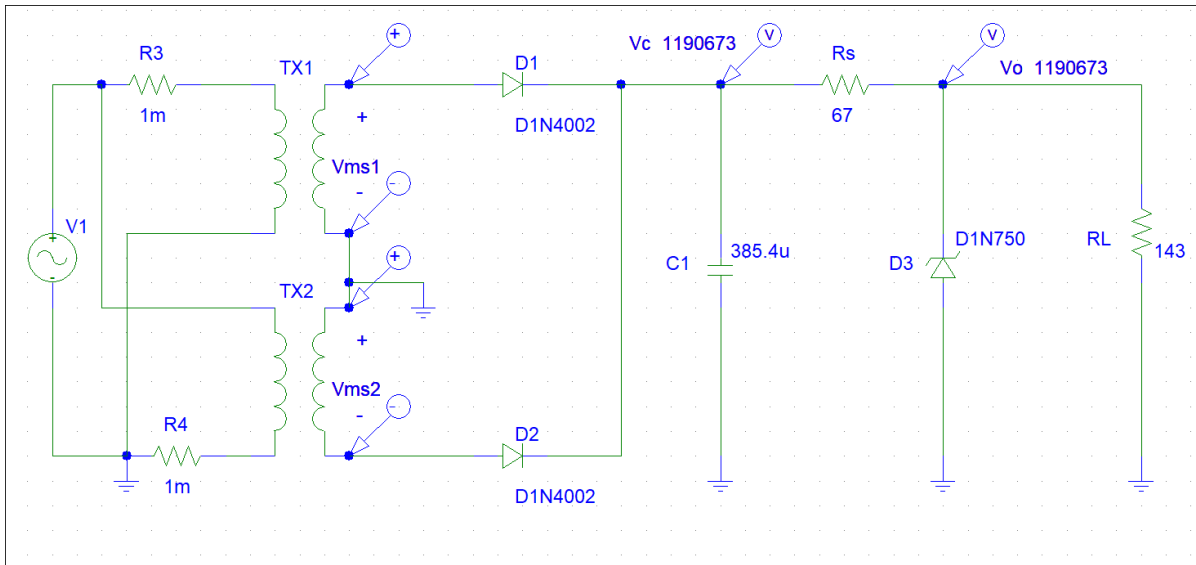 R3
1m
TX1
+
D1
D1N4002
Vc 1190673
V
Rs
67
V
Vo 1190673
+
Vms1
-
-
V1
+
-
+
C1
385.4u
D3
D1N750
RL
143
TX2
+
Vms2
-
-
R4
1m
D2
D1N4002